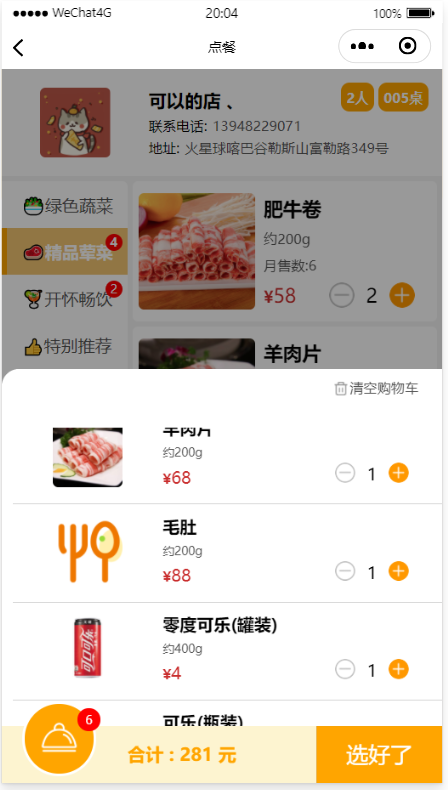 WeChat4G 20:04 100%
点餐
可以的店 、 2人 005桌
联系电话: 13948229071
地址: 火星球喀巴谷勒斯山富勒路349号
绿色蔬菜
精品荤菜 4
开怀畅饮 2
特别推荐
肥牛卷
约200g
月售数:6
¥58 2
羊肉片
清空购物车
羊肉片
约200g
¥68 1
毛肚
约200g
¥88 1
零度可乐(罐装)
约400g
¥4 1
可乐(瓶装)
6
合计 : 281 元
选好了